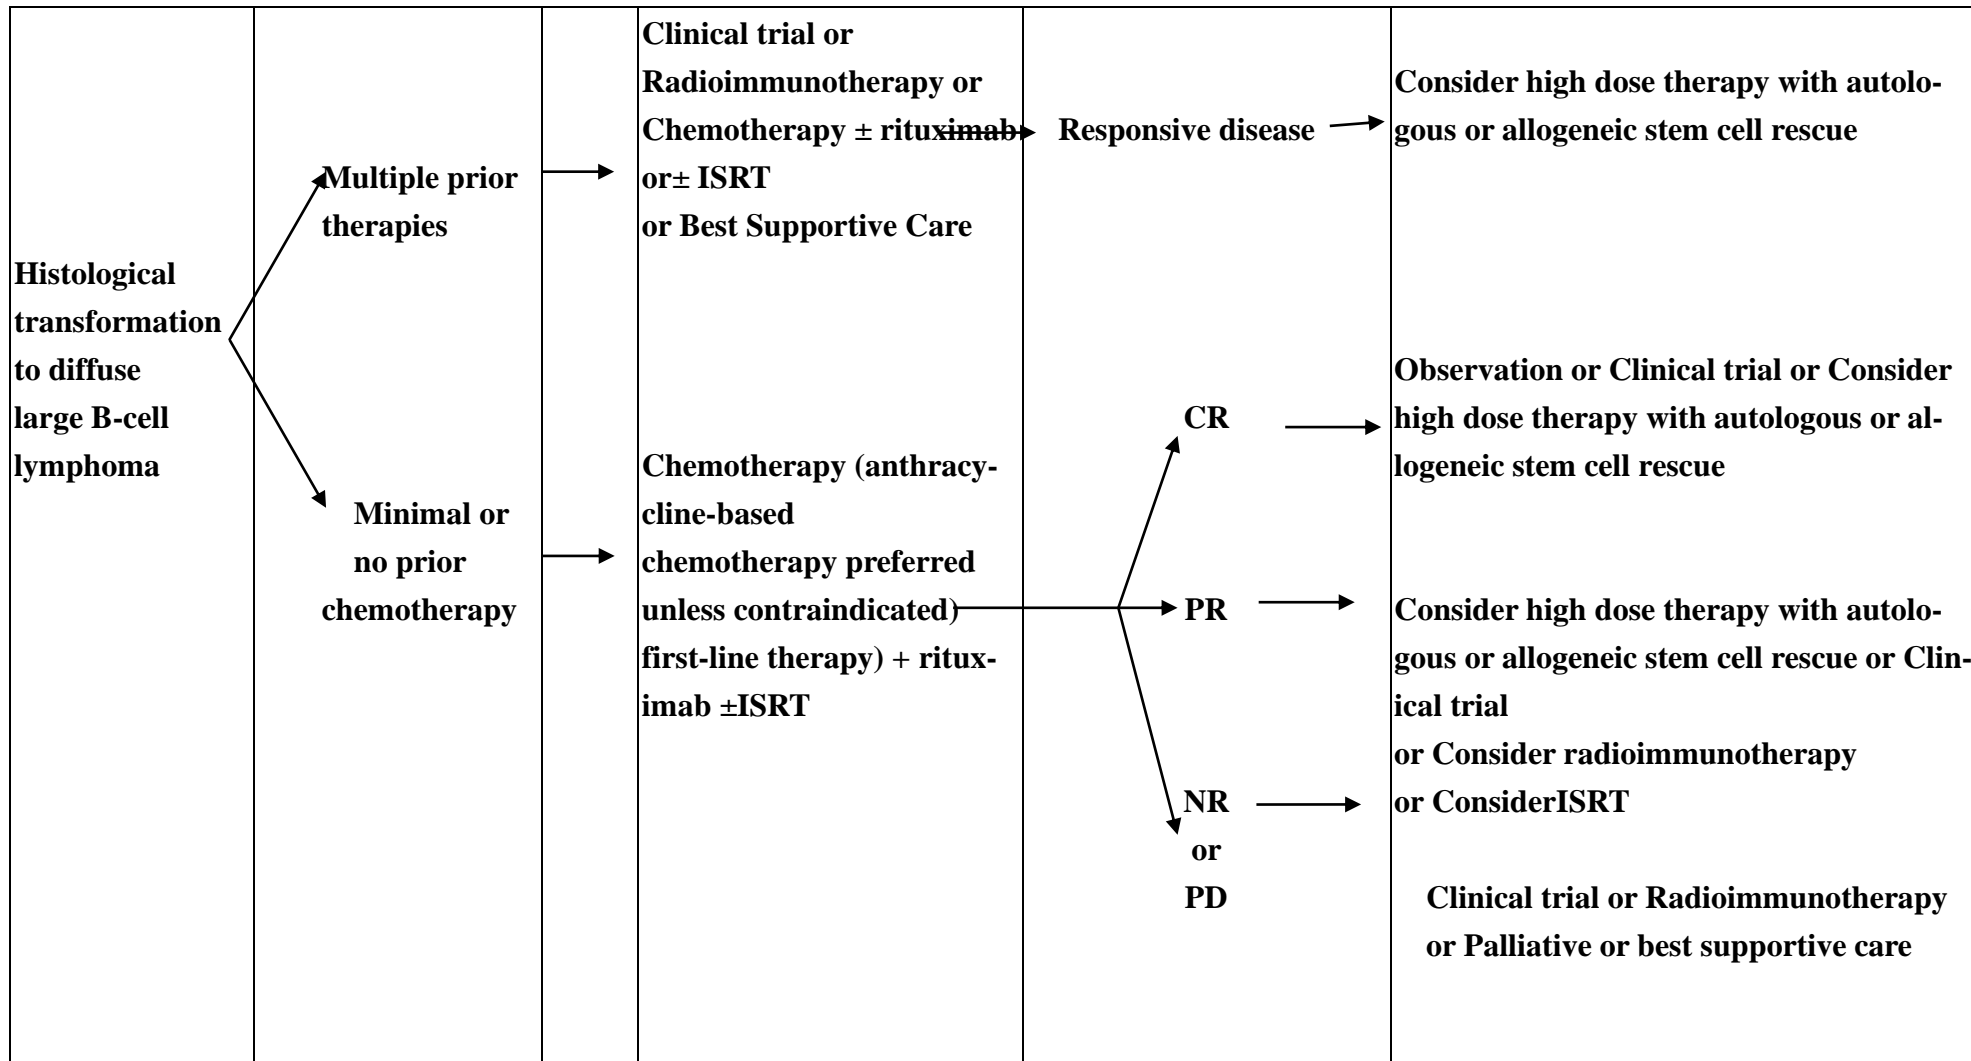 Histological
transformation
to diffuse
large B-cell
lymphoma
Multiple prior
therapies
Minimal or
no prior
chemotherapy
Clinical trial or
Radioimmunotherapy or
Chemotherapy ± rituximab
or± ISRT
or Best Supportive Care
Chemotherapy (anthracy-
cline-based
chemotherapy preferred
unless contraindicated)
first-line therapy) + ritux-
imab ±ISRT
Responsive disease
CR
PR
NR
or
PD
Consider high dose therapy with autolo-
gous or allogeneic stem cell rescue
Observation or Clinical trial or Consider
high dose therapy with autologous or al-
logeneic stem cell rescue
Consider high dose therapy with autolo-
gous or allogeneic stem cell rescue or Clin-
ical trial
or Consider radioimmunotherapy
or ConsiderISRT
Clinical trial or Radioimmunotherapy
or Palliative or best supportive care